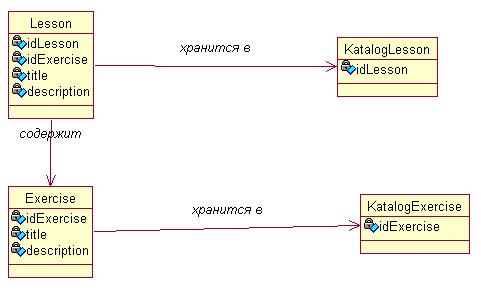 Lesson
idLesson
idExercise
title
description
хранится в
KatalogLesson
idLesson
содержит
Exercise
idExercise
title
description
хранится в
KatalogExercise
idExercise